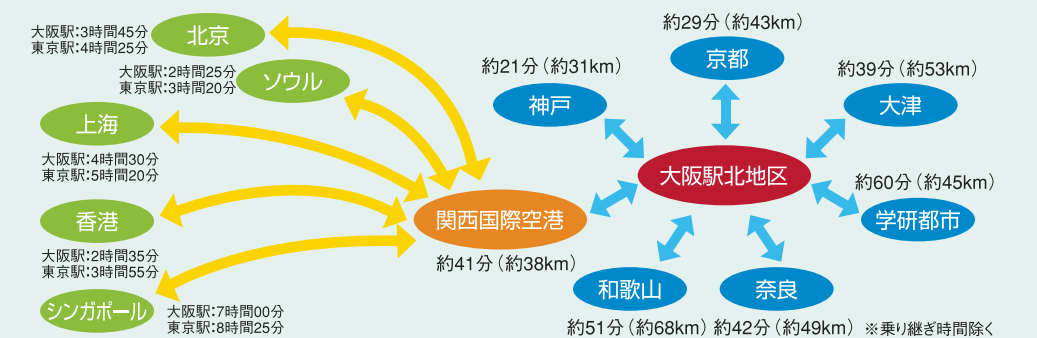 大阪駅：3時間45分
東京駅：4時間25分
北京
大阪駅：2時間25分
東京駅：3時間20分
ソウル
上海
大阪駅：4時間30分
東京駅：5時間20分
香港
大阪駅：2時間35分
東京駅：3時間55分
シンガポール
大阪駅：7時間00分
東京駅：8時間25分
関西国際空港
約41分（約38km）
約21分（約31km）
神戸
約29分（約43km）
京都
約39分（約53km）
大津
大阪駅北地区
約60分（約45km）
学研都市
和歌山
約51分（約68km）
奈良
約42分（約49km）
※乗り継ぎ時間除く